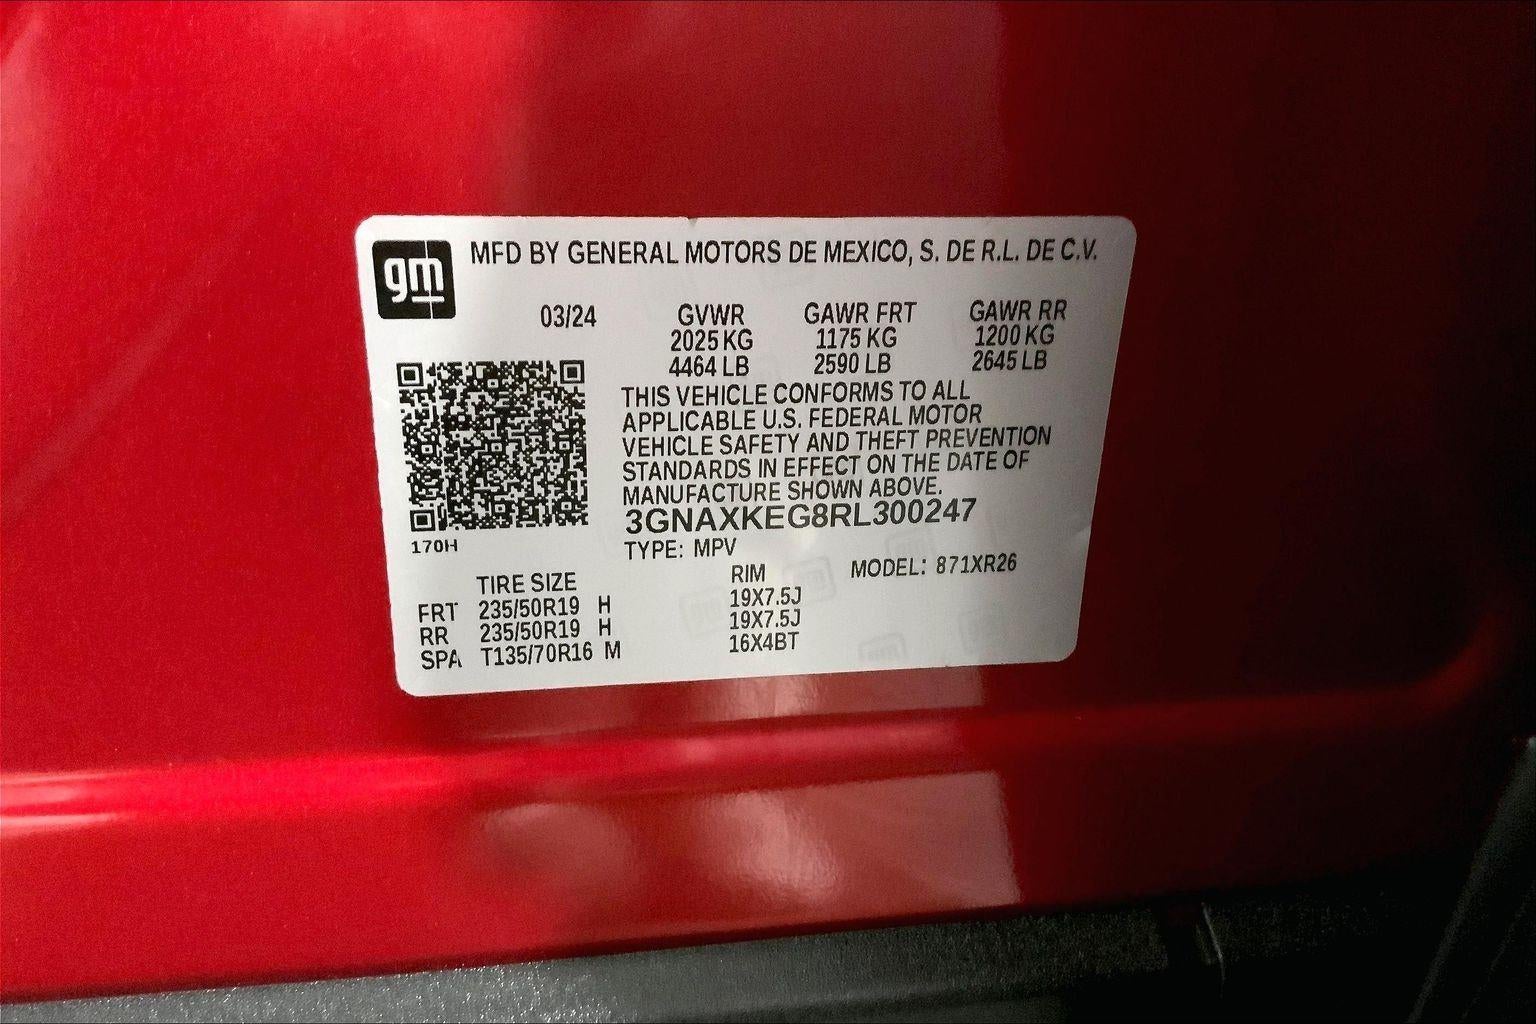 gm MFD BY GENERAL MOTORS DE MEXICO, S. DE R.L. DE C.V.
03/24 GVWR GAWR FRT GAWR RR
2025 KG 1175 KG 1200 KG
4464 LB 2590 LB 2645 LB
THIS VEHICLE CONFORMS TO ALL
APPLICABLE U.S. FEDERAL MOTOR
VEHICLE SAFETY AND THEFT PREVENTION
STANDARDS IN EFFECT ON THE DATE OF
MANUFACTURE SHOWN ABOVE.
3GNAXKEG8RL300247
170H TYPE: MPV
MODEL: 871XR26
TIRE SIZE RIM
FRT 235/50R19 H 19X7.5J
RR 235/50R19 H 19X7.5J
SPA T135/70R16 M 16X4BT